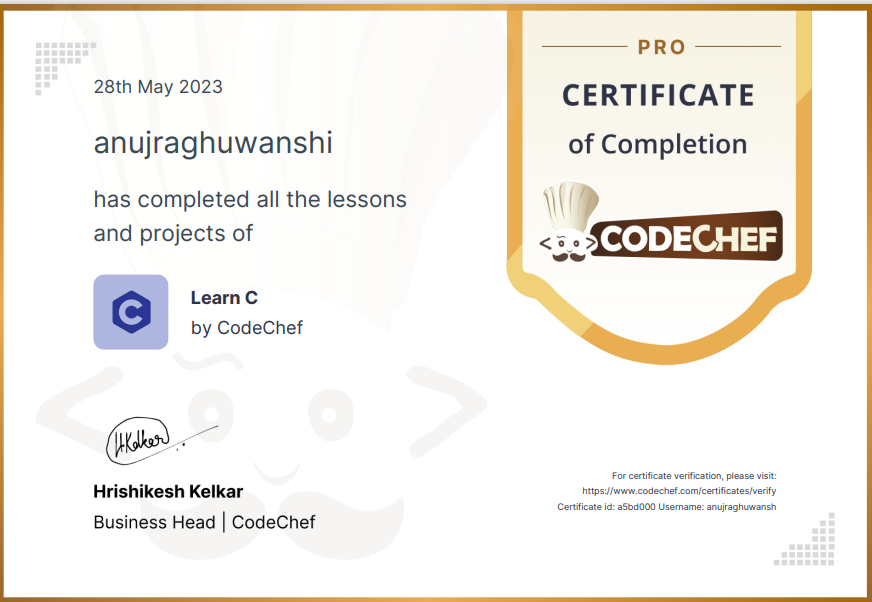 28th May 2023
anujraghuwanshi
has completed all the lessons
and projects of
Learn C
by CodeChef
HKelkar
Hrishikesh Kelkar
Business Head | CodeChef
PRO
CERTIFICATE
of Completion
CODECHEF
For certificate verification, please visit:
https://www.codechef.com/certificates/verify
Certificate id: a5bd000 Username: anujraghuwansh